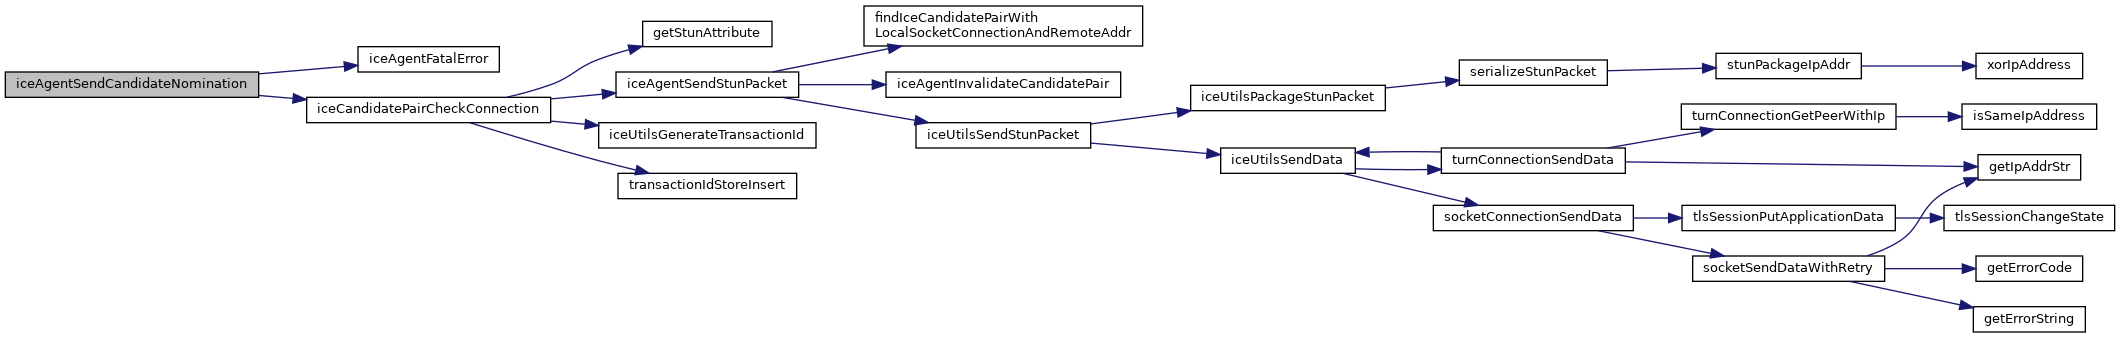 iceAgentSendCandidateNomination
iceAgentFatalError
iceCandidatePairCheckConnection
getStunAttribute
iceAgentSendStunPacket
iceUtilsGenerateTransactionId
transactionIdStoreInsert
findIceCandidatePairWith
LocalSocketConnectionAndRemoteAddr
iceAgentInvalidateCandidatePair
iceUtilsSendStunPacket
iceUtilsPackageStunPacket
iceUtilsSendData
serializeStunPacket
turnConnectionSendData
socketConnectionSendData
stunPackageIpAddr
turnConnectionGetPeerWithIp
tlsSessionPutApplicationData
socketSendDataWithRetry
xorIpAddress
isSameIpAddress
getIpAddrStr
tlsSessionChangeState
getErrorCode
getErrorString